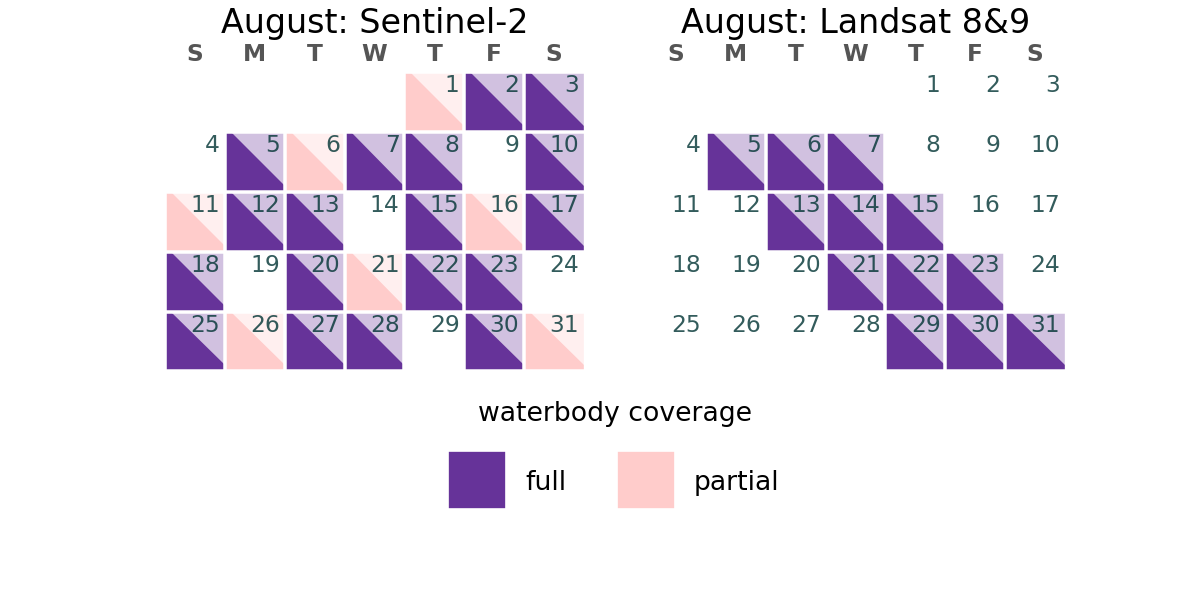 August: Sentinel-2
S M T W T F S
1 2 3
4 5 6 7 8 9 10
11 12 13 14 15 16 17
18 19 20 21 22 23 24
25 26 27 28 29 30 31
August: Landsat 8&9
S M T W T F S
1 2 3
4 5 6 7 8 9 10
11 12 13 14 15 16 17
18 19 20 21 22 23 24
25 26 27 28 29 30 31
waterbody coverage
full partial